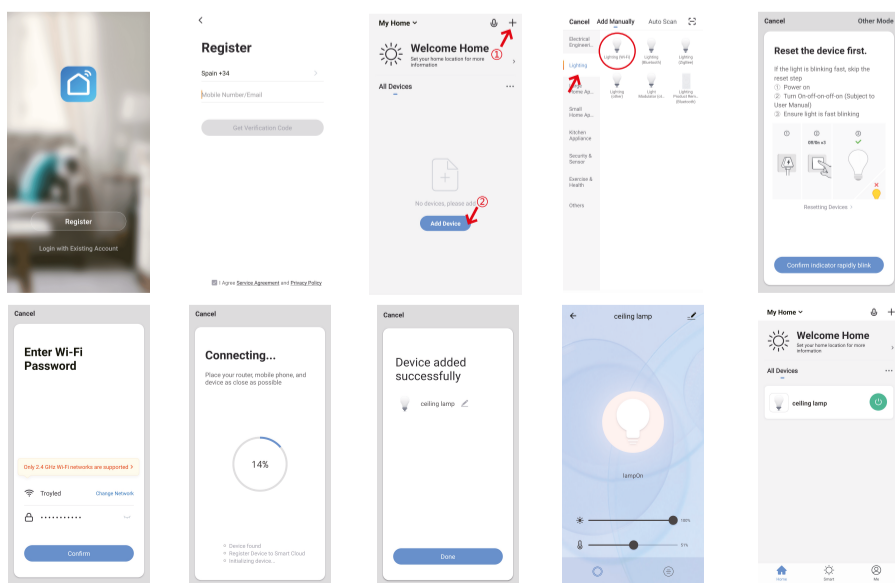 Register
Login with Existing Account
Register
Spain +34
Mobile Number/Email
Get Verification Code
I Agree Service Agreement and Privacy Policy
My Home
Welcome Home
Set your home location for more
information
①
All Devices
No devices, please add
②
Add Device
Cancel
Add Manually
Auto Scan
Electrical
Engineeri..
Lighting
Home Ap..
Small
Home Ap..
Kitchen
Appliance
Security &
Sensor
Exercise &
Health
Others
Lighting (Wi-Fi)
Lighting
(Bluetooth)
Lighting
(Zigbee)
Lighting
(other)
Light
Lighting
(Bluetooth)
Cancel
Other Mode
Reset the device first.
If the light is blinking fast, skip the
reset step
① Power on
② Turn On-off-on-off-on (Subject to
User Manual)
③ Ensure light is fast blinking
Resetting Devices
Confirm indicator rapidly blink
Cancel
Enter Wi-Fi
Password
Only 2.4 GHz Wi-Fi networks are supported >
Troyled
Change Network
Confirm
Cancel
Connecting...
Place your router, mobile phone, and
device as close as possible
14%
Device found
Register Device to Smart Cloud
Initializing device...
Cancel
Device added
successfully
ceiling lamp
Done
ceiling lamp
lampOn
100%
51%
My Home
Welcome Home
Set your home location for more
information
All Devices
ceiling lamp
Home
Smart
Me